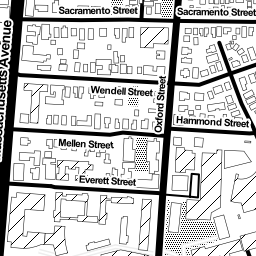 Sacramento Street
Sacramento Street
Massachusetts Avenue
Wendell Street
Oxford Street
Hammond Street
Mellen Street
Everett Street